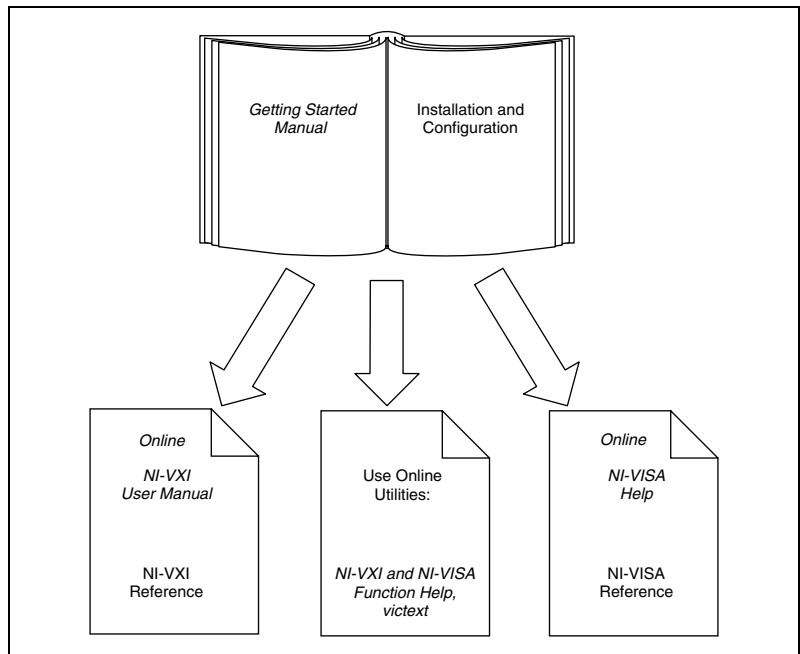 Getting Started
Manual
Installation and
Configuration
Online
NI-VXI
User Manual
NI-VXI
Reference
Use Online
Utilities:
NI-VXI and NI-VISA
Function Help,
victext
Online
NI-VISA
Help
NI-VISA
Reference